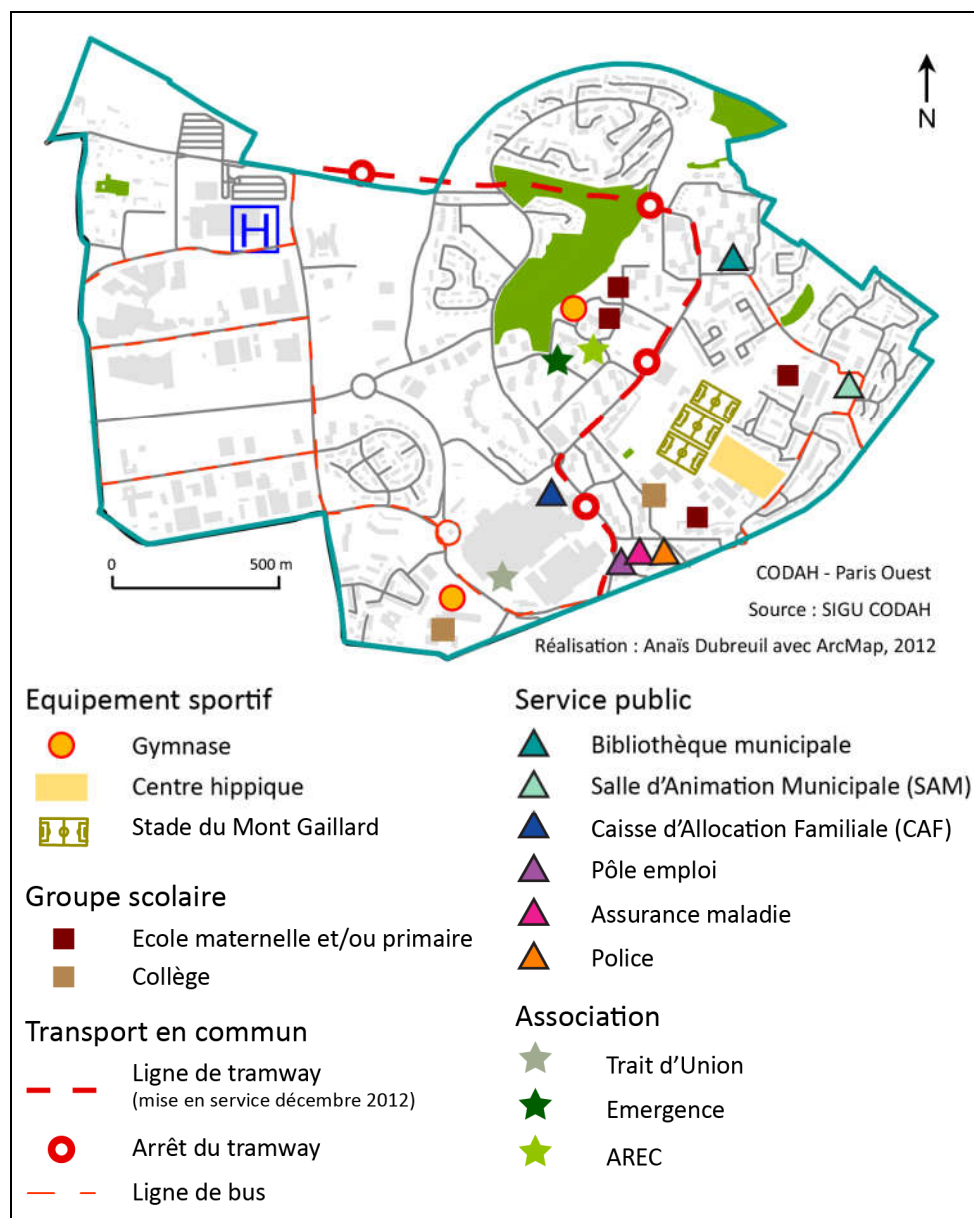 N
H
0
500 m
CODAH - Paris Ouest
Source : SIGU CODAH
Réalisation : Anaïs Dubreuil avec ArcMap, 2012
Equipement sportif
Gymnase
Centre hippique
Stade du Mont Gaillard
Groupe scolaire
Ecole maternelle et/ou primaire
Collège
Transport en commun
Ligne de tramway
(mise en service décembre 2012)
Arrêt du tramway
Ligne de bus
Service public
Bibliothèque municipale
Salle d'Animation Municipale (SAM)
Caisse d'Allocation Familiale (CAF)
Pôle emploi
Assurance maladie
Police
Association
Trait d'Union
Emergence
AREC